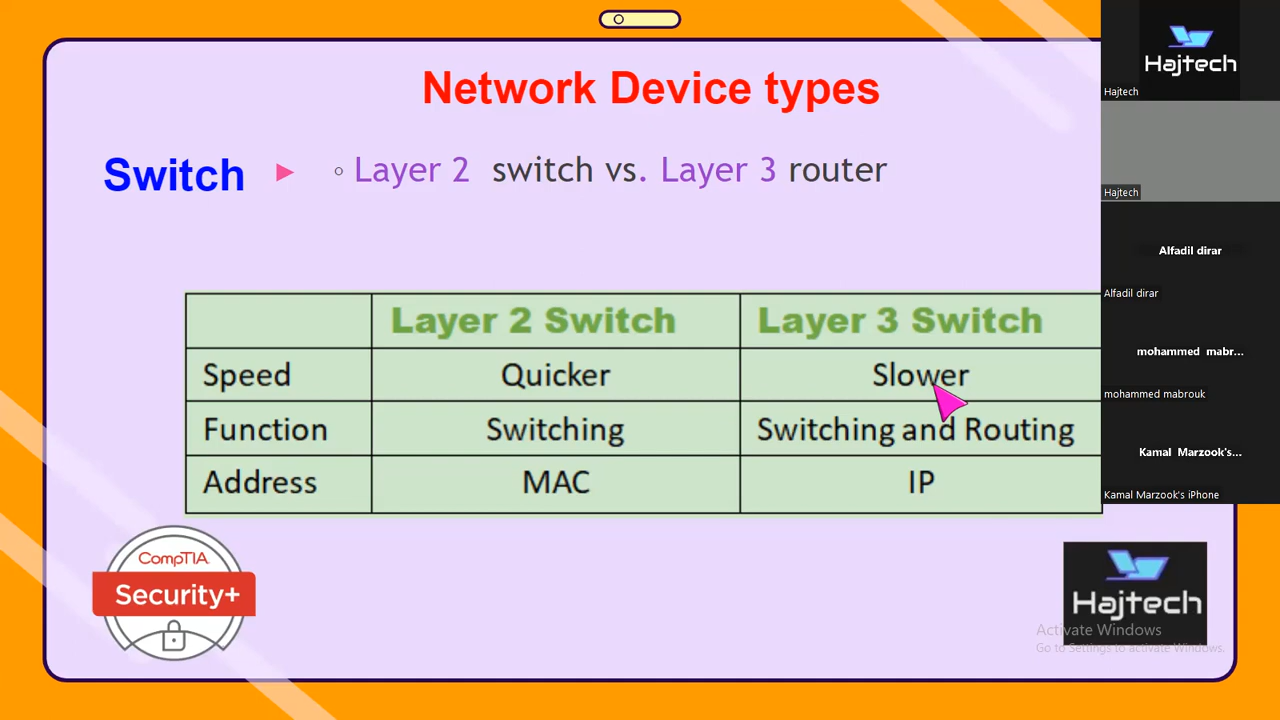 Network Device types
Switch
Layer 2 switch vs. Layer 3 router
Layer 2 Switch Layer 3 Switch
Speed Quicker Slower
Function Switching Switching and Routing
Address MAC IP
CompTIA.
Security+
Hajtech
Activate Windows
Go to Settings to activate Windows.
Hajtech
Hajtech
Hajtech
Alfadil dirar
Alfadil dirar
mohammed mabr...
mohammed mabrouk
Kamal Marzook's...
Kamal Marzook's iPhone